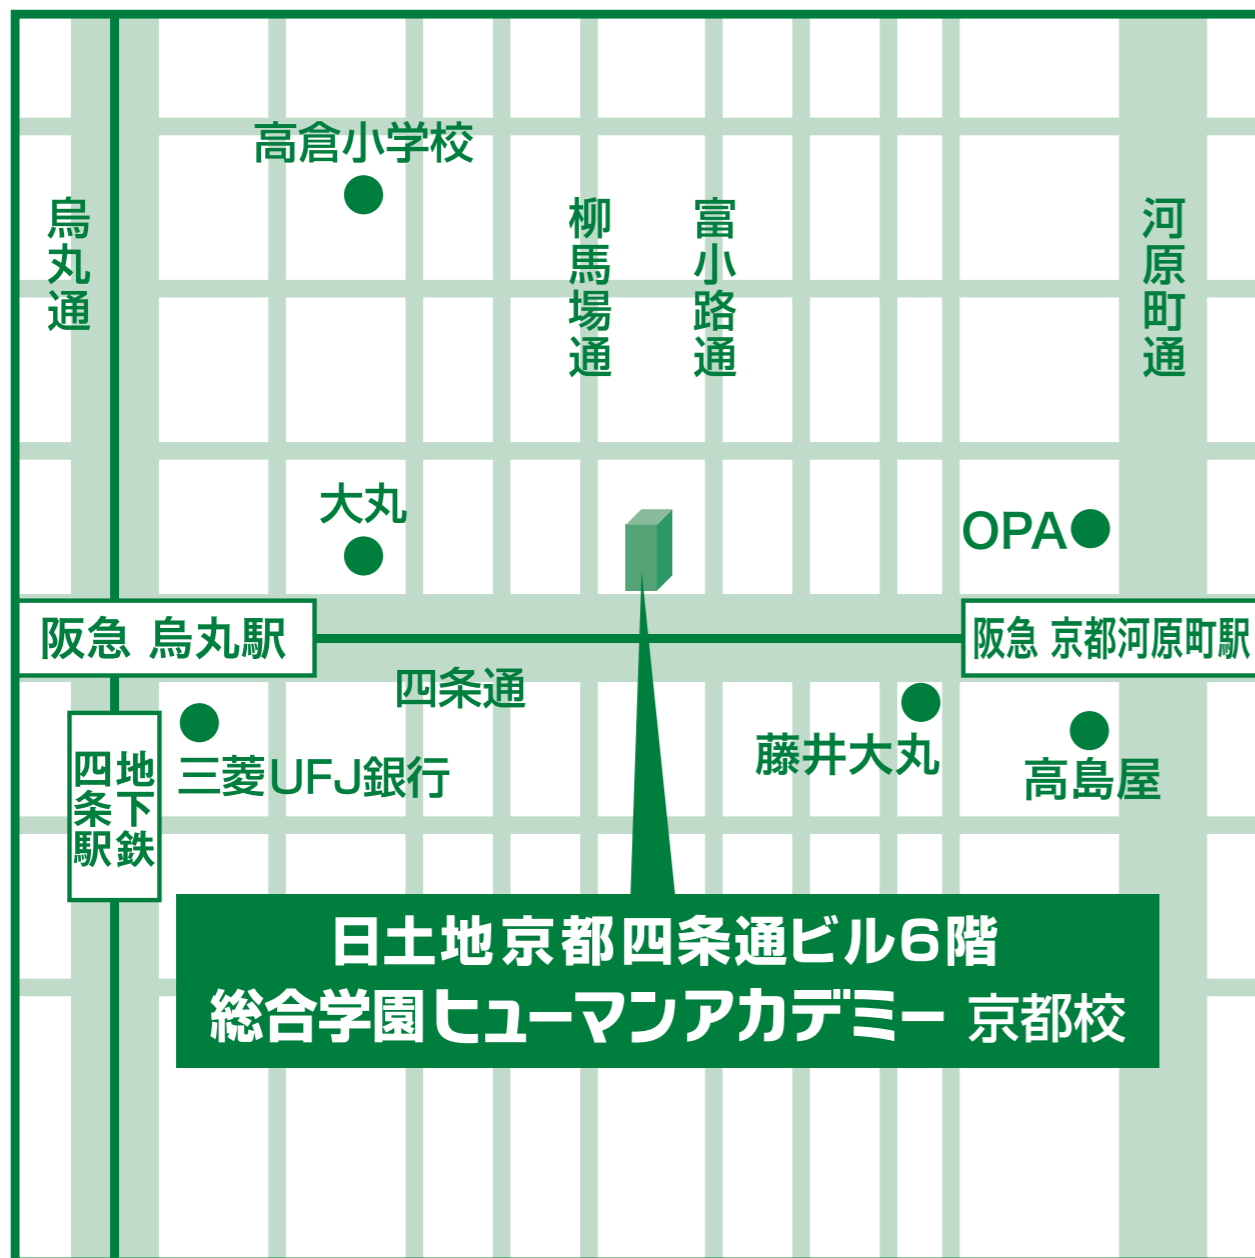 高倉小学校
烏丸通
柳馬場通
富小路通
河原町通
大丸
OPA
阪急 烏丸駅
阪急 京都河原町駅
四条通
地下鉄
四条駅
三菱UFJ銀行
藤井大丸
高島屋
日土地京都四条通ビル6階
総合学園ヒューマンアカデミー 京都校